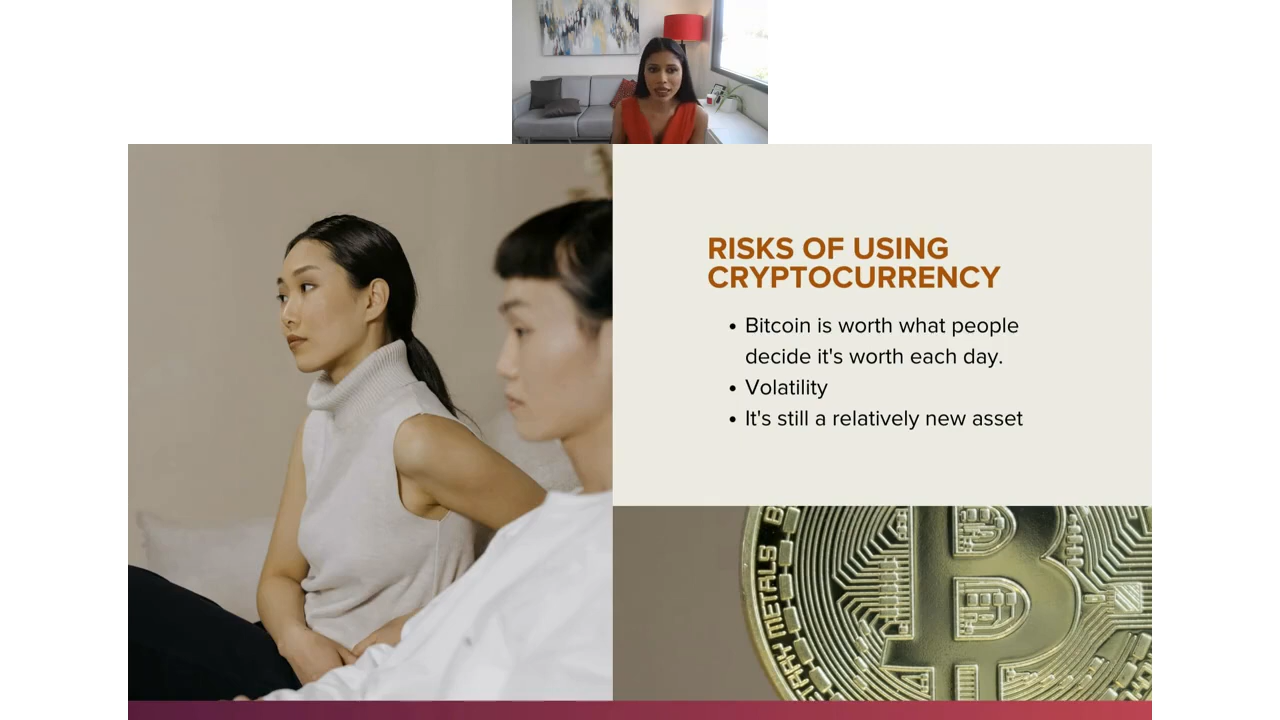 RISKS OF USING
CRYPTOCURRENCY
• Bitcoin is worth what people
decide it's worth each day.
• Volatility
• It's still a relatively new asset
METALS